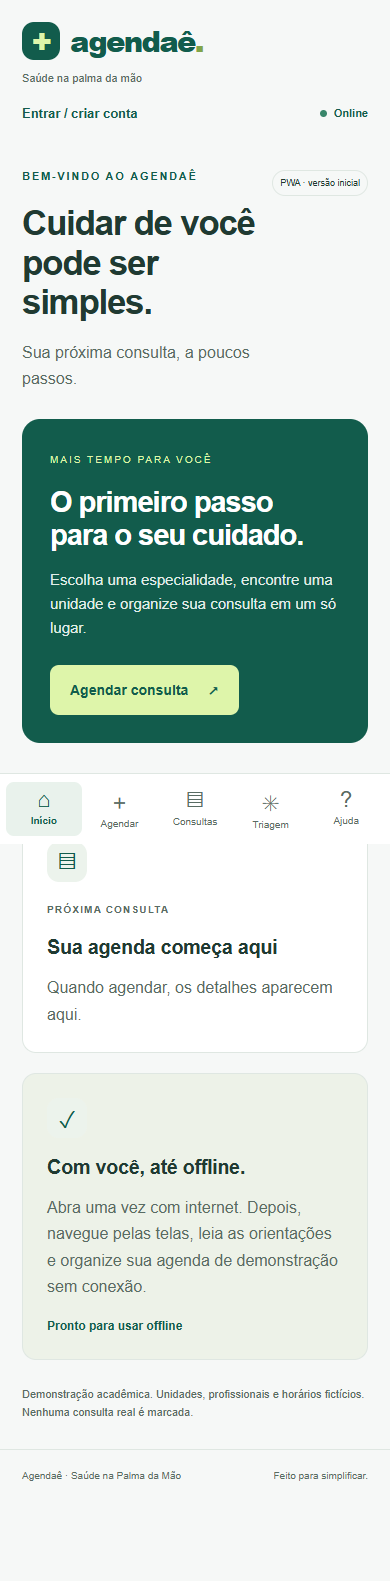 agendaê.
Saúde na palma da mão
Entrar / criar conta
Online
BEM-VINDO AO AGENDAÊ
PWA · versão inicial
Cuidar de você
pode ser
simples.
Sua próxima consulta, a poucos
passos.
MAIS TEMPO PARA VOCÊ
O primeiro passo
para o seu cuidado.
Escolha uma especialidade, encontre uma
unidade e organize sua consulta em um só
lugar.
Agendar consulta ↗
Início
Agendar
Consultas
Triagem
Ajuda
PRÓXIMA CONSULTA
Sua agenda começa aqui
Quando agendar, os detalhes aparecem
aqui.
Com você, até offline.
Abra uma vez com internet. Depois,
navegue pelas telas, leia as orientações
e organize sua agenda de demonstração
sem conexão.
Pronto para usar offline
Demonstração acadêmica. Unidades, profissionais e horários fictícios.
Nenhuma consulta real é marcada.
Agendaê · Saúde na Palma da Mão
Feito para simplificar.